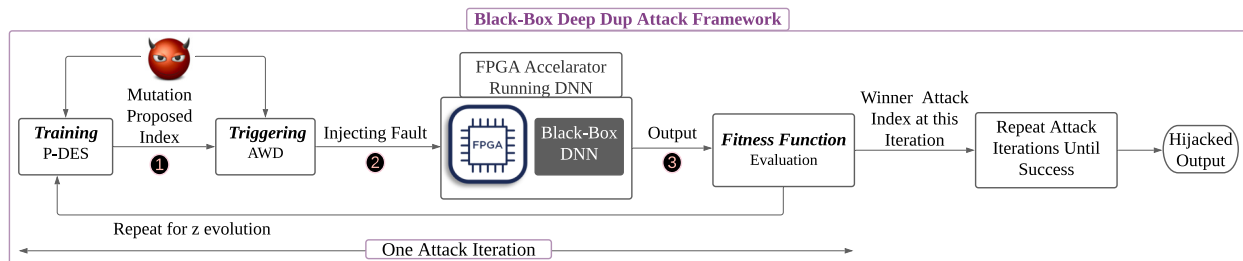 Black-Box Deep Dup Attack Framework
Training
P-DES
Mutation
Proposed
Index
1
Triggering
AWD
Injecting Fault
2
FPGA Accelarator
Running DNN
FPGA
Black-Box
DNN
Output
3
Fitness Function
Evaluation
Winner Attack
Index at this
Iteration
Repeat Attack
Iterations Until
Success
Hijacked
Output
Repeat for z evolution
One Attack Iteration